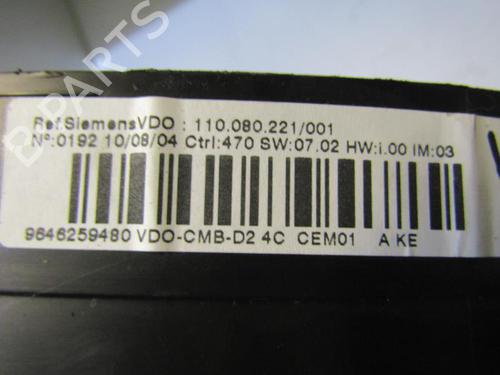 Ref.SiemensVDO : 110.080.221/001
Nº:0192 10/08/04 Ctrl:470 SW:07.02 HW:i.00 IM:03
9646259480 VDO-CMB-D2 4C CEM01 A KE
B-PARTS